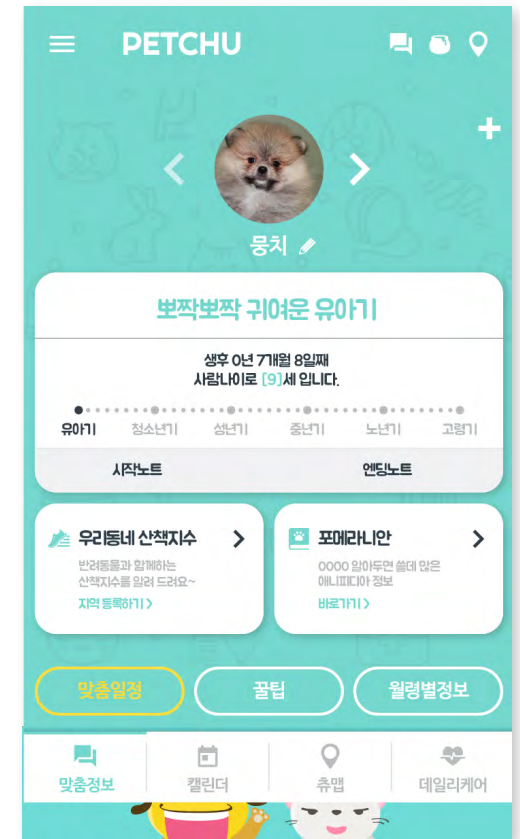 PETCHU
뭉치
뽀짝뽀짝 귀여운 유아기
생후 0년 7개월 8일째
사람나이로 [9]세 입니다.
유아기 청소년기 성년기 중년기 노년기 고령기
시작노트 엔딩노트
우리동네 산책지수
반려동물과 함께하는
산책지수를 알려 드려요~
지역 등록하기 >
포메라니안
OOOO 알아두면 쓸데 많은
애니피디아 정보
바로가기 >
맞춤일정 꿀팁 월령별정보
맞춤정보 캘린더 츄맵 데일리케어